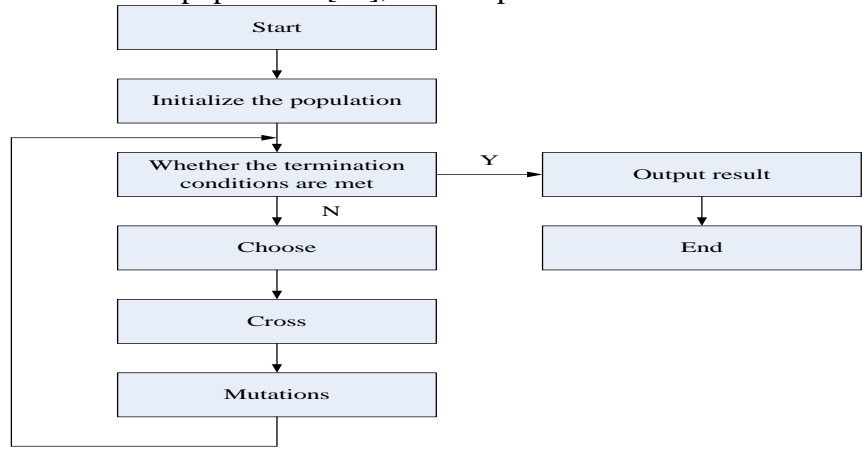 Start
Initialize the population
Whether the termination
conditions are met
Y
Output result
N
Choose
End
Cross
Mutations